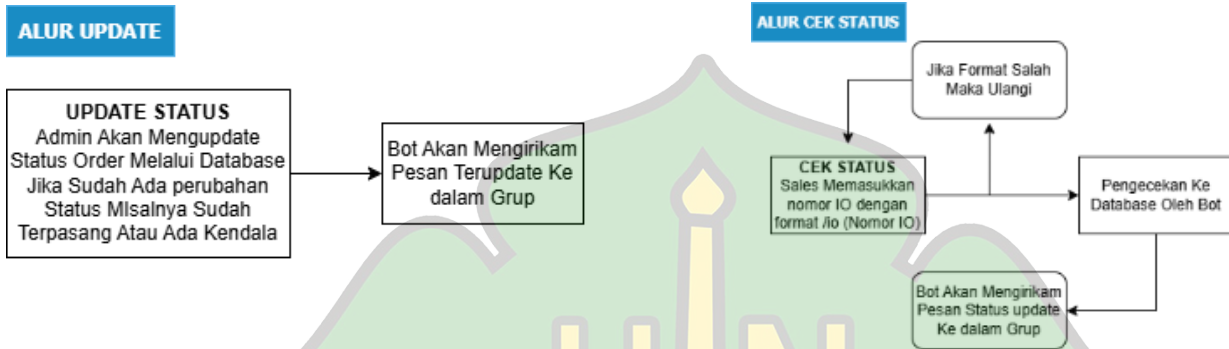 ALUR UPDATE
UPDATE STATUS
Admin Akan Mengupdate
Status Order Melalui Database
Jika Sudah Ada perubahan
Status MIsalnya Sudah
Terpasang Atau Ada Kendala
Bot Akan Mengirikam
Pesan Terupdate Ke
dalam Grup
ALUR CEK STATUS
Jika Format Salah
Maka Ulangi
CEK STATUS
Sales Memasukkan
nomor IO dengan
format /io (Nomor IO)
Pengecekan Ke
Database Oleh Bot
Bot Akan Mengirikam
Pesan Status update
Ke dalam Grup